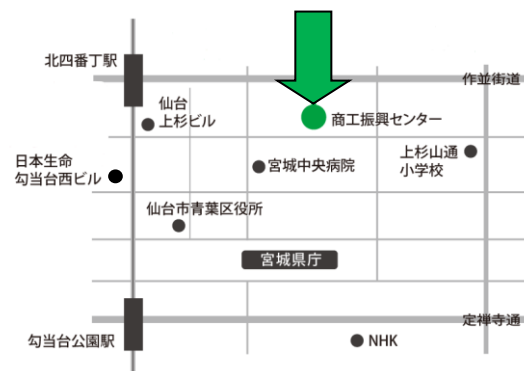 北四番丁駅
作並街道
仙台
上杉ビル
商工振興センター
上杉山通
小学校
日本生命
勾当台西ビル
宮城中央病院
仙台市青葉区役所
宮城県庁
定禅寺通
勾当台公園駅
NHK